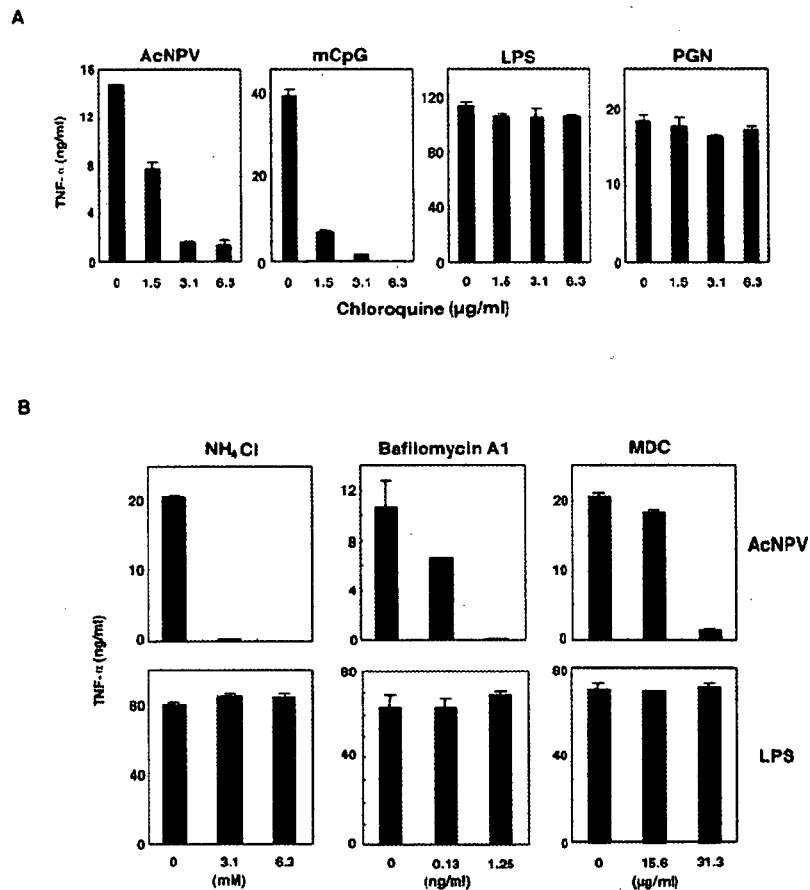 A
AcNPV mCpG LPS PGN
TNF-α (ng/ml)
16
12
8
4
0
40
20
0
120
90
60
30
0
20
10
0
0 1.5 3.1 6.3
0 1.5 3.1 6.3
0 1.5 3.1 6.3
0 1.5 3.1 6.3
Chloroquine (μg/ml)
B
NH4Cl Bafilomycin A1 MDC
20
10
0
12
8
4
0
20
10
0
AcNPV
TNF-α (ng/ml)
80
40
0
80
40
0
80
40
0
LPS
0 3.1 6.3
(mM)
0 0.13 1.25
(ng/ml)
0 15.6 31.3
(μg/ml)